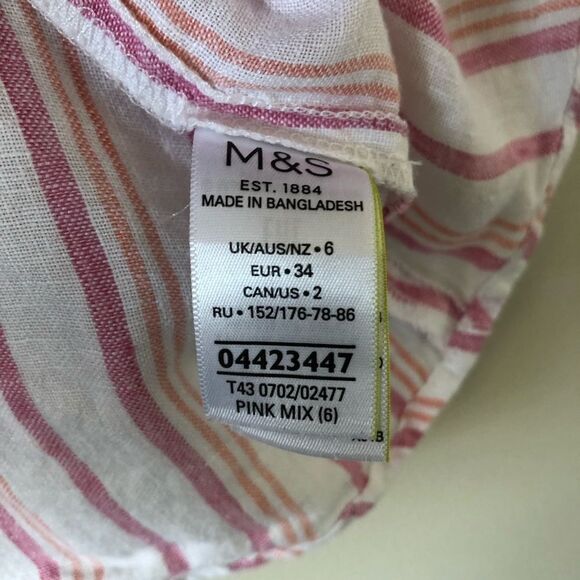 M&S
EST. 1884
MADE IN BANGLADESH
UK/AUS/NZ • 6
EUR • 34
CAN/US • 2
RU • 152/176-78-86
04423447
T43 0702/02477
PINK MIX (6)